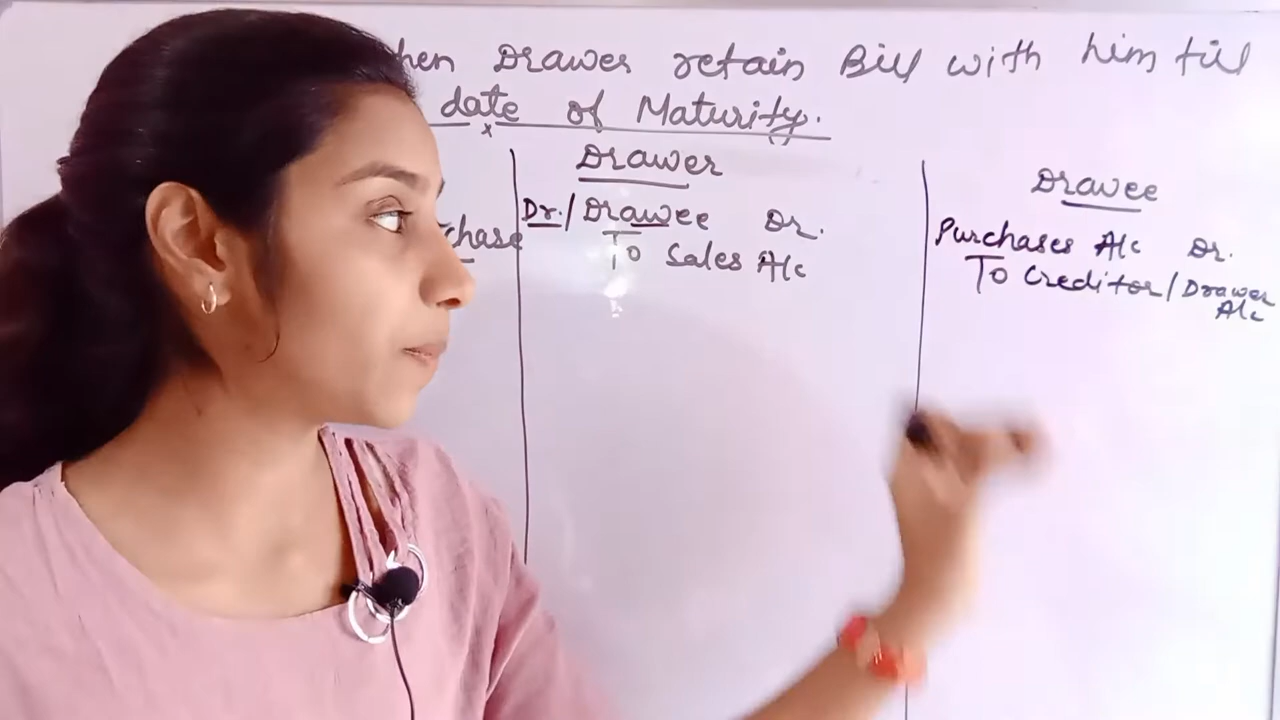 hen Drawer retain Bill with him till
date of Maturity.
Drawer
Drawee
chase
Dr./Drawee Dr.
To Sales A/c
Purchases A/c Dr.
To Creditor/Drawer
A/c